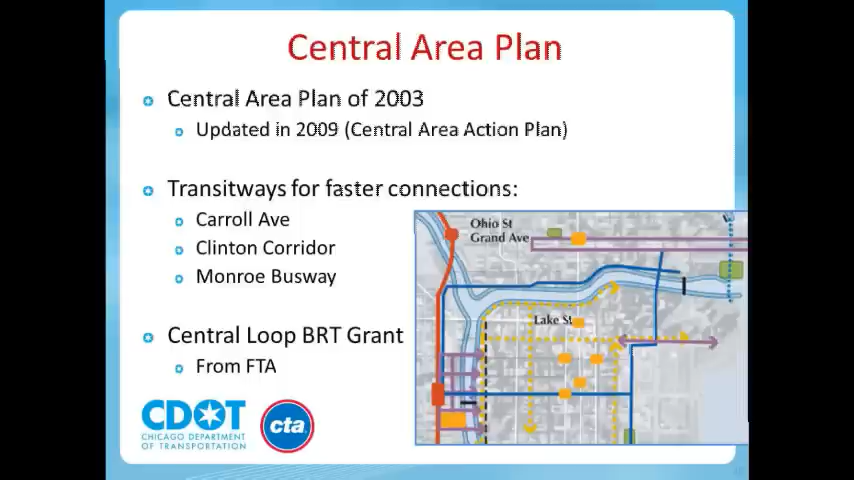 Central Area Plan
Central Area Plan of 2003
Updated in 2009 (Central Area Action Plan)
Transitways for faster connections:
Carroll Ave
Clinton Corridor
Monroe Busway
Central Loop BRT Grant
From FTA
Ohio St
Grand Ave
Lake St
CDOT
CHICAGO DEPARTMENT
OF TRANSPORTATION
cta